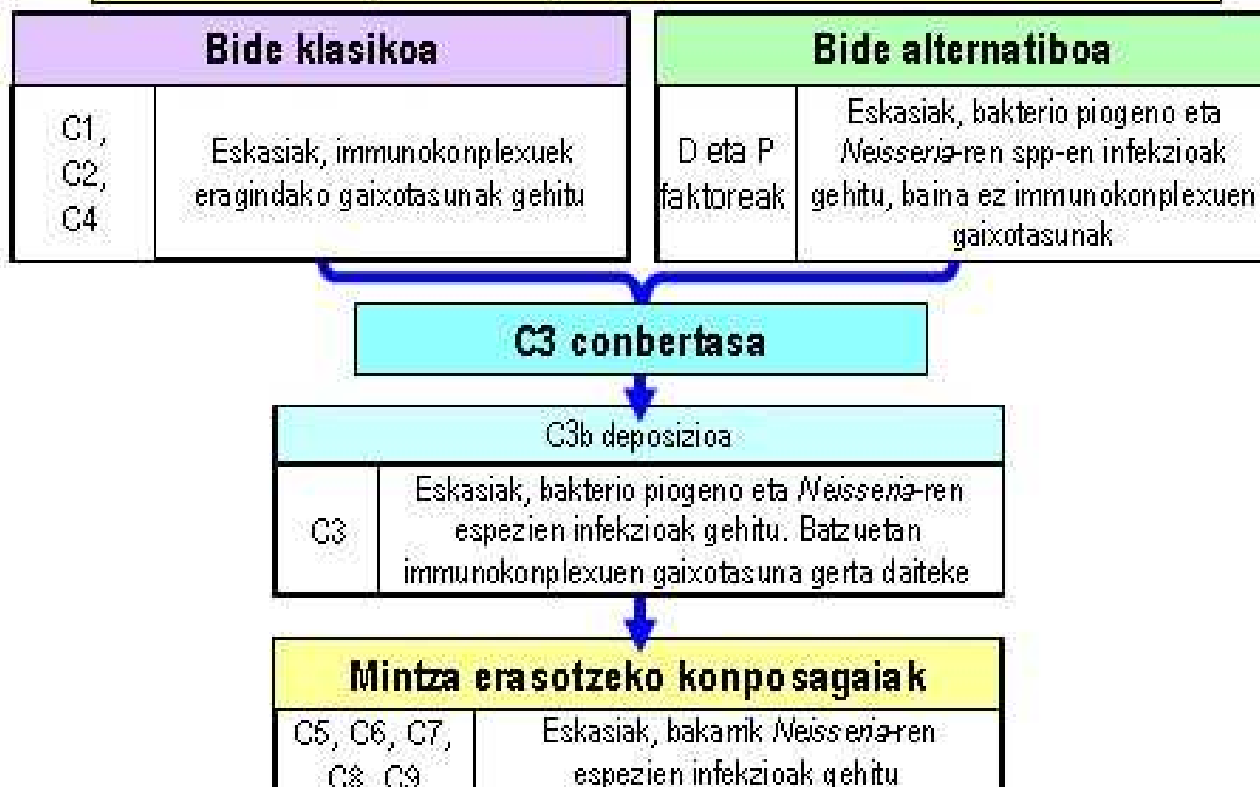 Bide klasikoa
C1,
C2,
C4
Eskasiak, immunokonplexuek
eragindako gaixotasunak gehitu
Bide alternatiboa
D eta P
faktoreak
Eskasiak, bakterio piogeno eta
Neisseria-ren spp-en infekzioak
gehitu, baina ez immunokonplexuen
gaixotasunak
C3 conbertasa
C3b deposizioa
C3
Eskasiak, bakterio piogeno eta Neisseria-ren
espezien infekzioak gehitu. Batzuetan
immunokonplexuen gaixotasuna gerta daiteke
Mintza erasotzeko konposagaiak
C5, C6, C7,
C8, C9
Eskasiak, bakarrik Neisseria-ren
espezien infekzioak gehitu